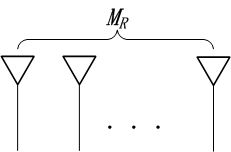 M_R
. . .